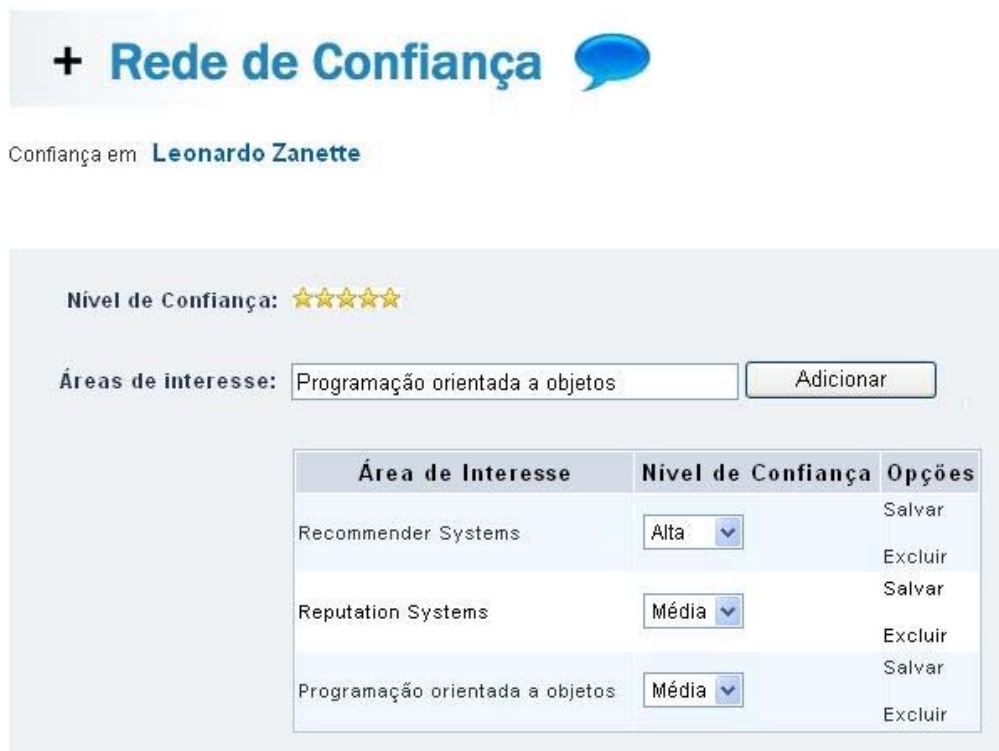 + Rede de Confiança
Confiança em Leonardo Zanette
Nível de Confiança:
Áreas de interesse: Programação orientada a objetos Adicionar
Área de Interesse Nível de Confiança Opções
Recommender Systems Alta Salvar
Excluir
Reputation Systems Média Salvar
Excluir
Programação orientada a objetos Média Salvar
Excluir